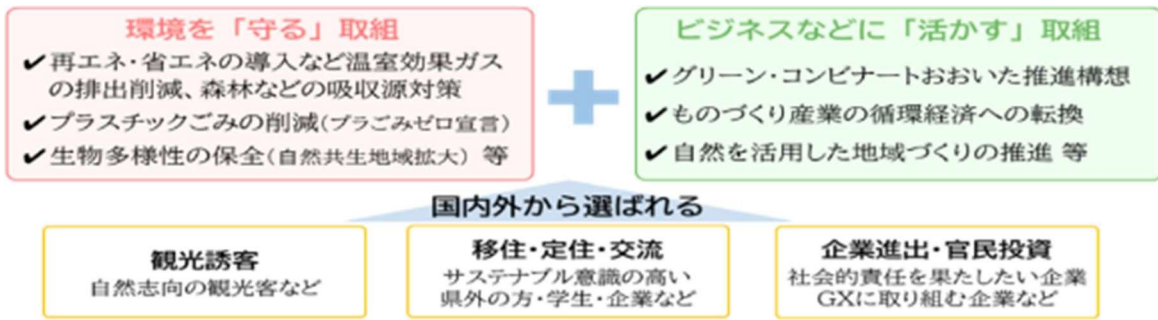 環境を「守る」取組
✔再エネ・省エネの導入など温室効果ガス
の排出削減、森林などの吸収源対策
✔プラスチックごみの削減(プラごみゼロ宣言)
✔生物多様性の保全(自然共生地域拡大) 等
ビジネスなどに「活かす」取組
✔グリーン・コンビナートおおいた推進構想
✔ものづくり産業の循環経済への転換
✔自然を活用した地域づくりの推進 等
国内外から選ばれる
観光誘客
自然志向の観光客など
移住・定住・交流
サステナブル意識の高い
県外の方・学生・企業など
企業進出・官民投資
社会的責任を果たしたい企業
GXに取り組む企業など